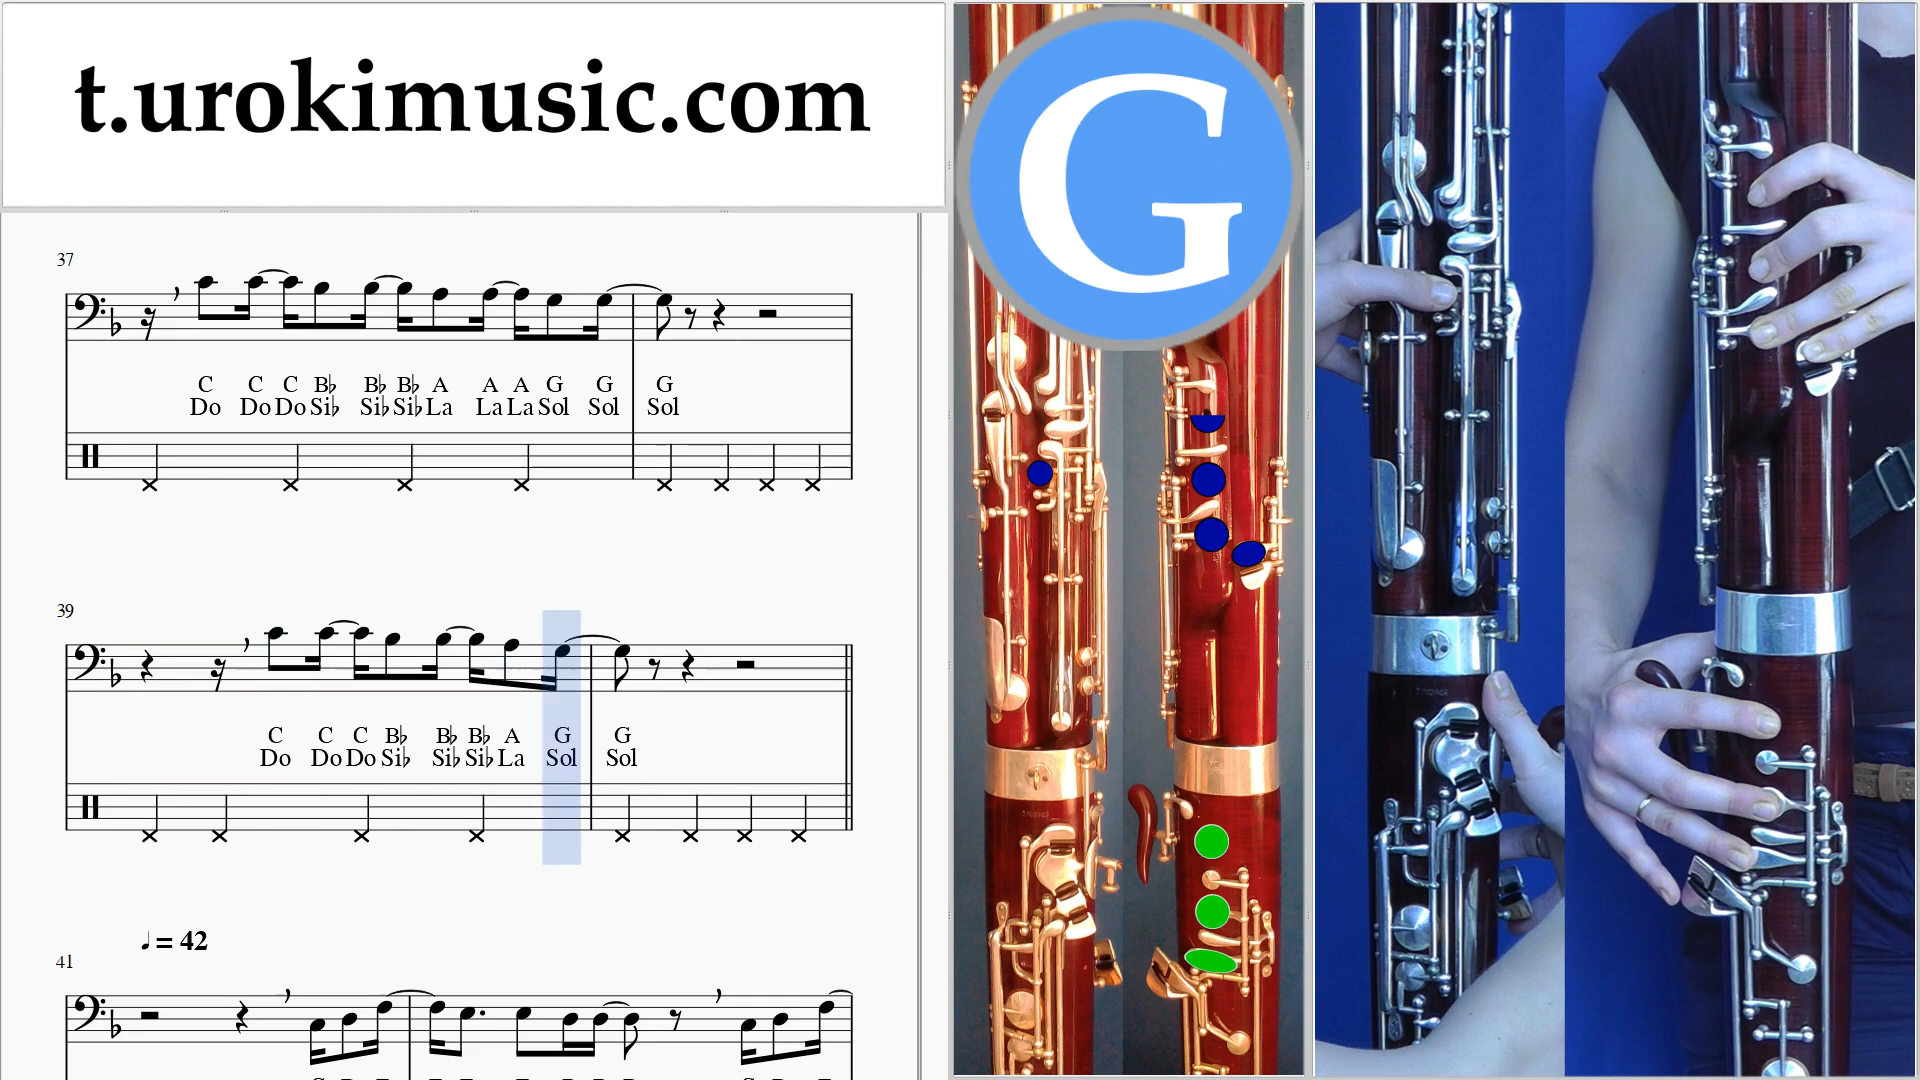 t.urokimusic.com
G
37
C C C B♭ B♭ B♭ A A A G G G
Do Do Do Si♭ Si♭ Si♭ La La La Sol Sol Sol
39
C C C B♭ B♭ B♭ A G G
Do Do Do Si♭ Si♭ Si♭ La Sol Sol
♩ = 42
41